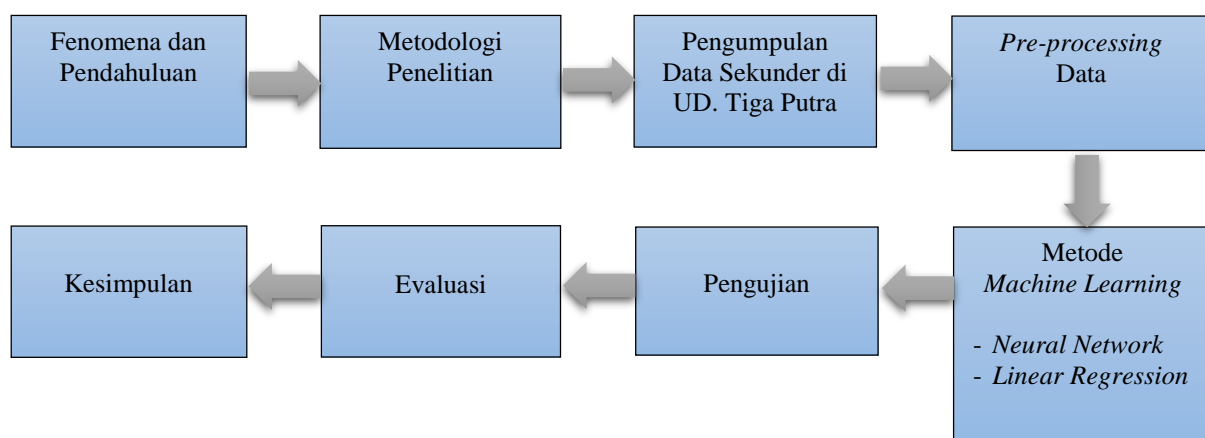 Fenomena dan
Pendahuluan
Metodologi
Penelitian
Pengumpulan
Data Sekunder di
UD. Tiga Putra
Pre-processing
Data
Metode
Machine Learning
- Neural Network
- Linear Regression
Pengujian
Evaluasi
Kesimpulan